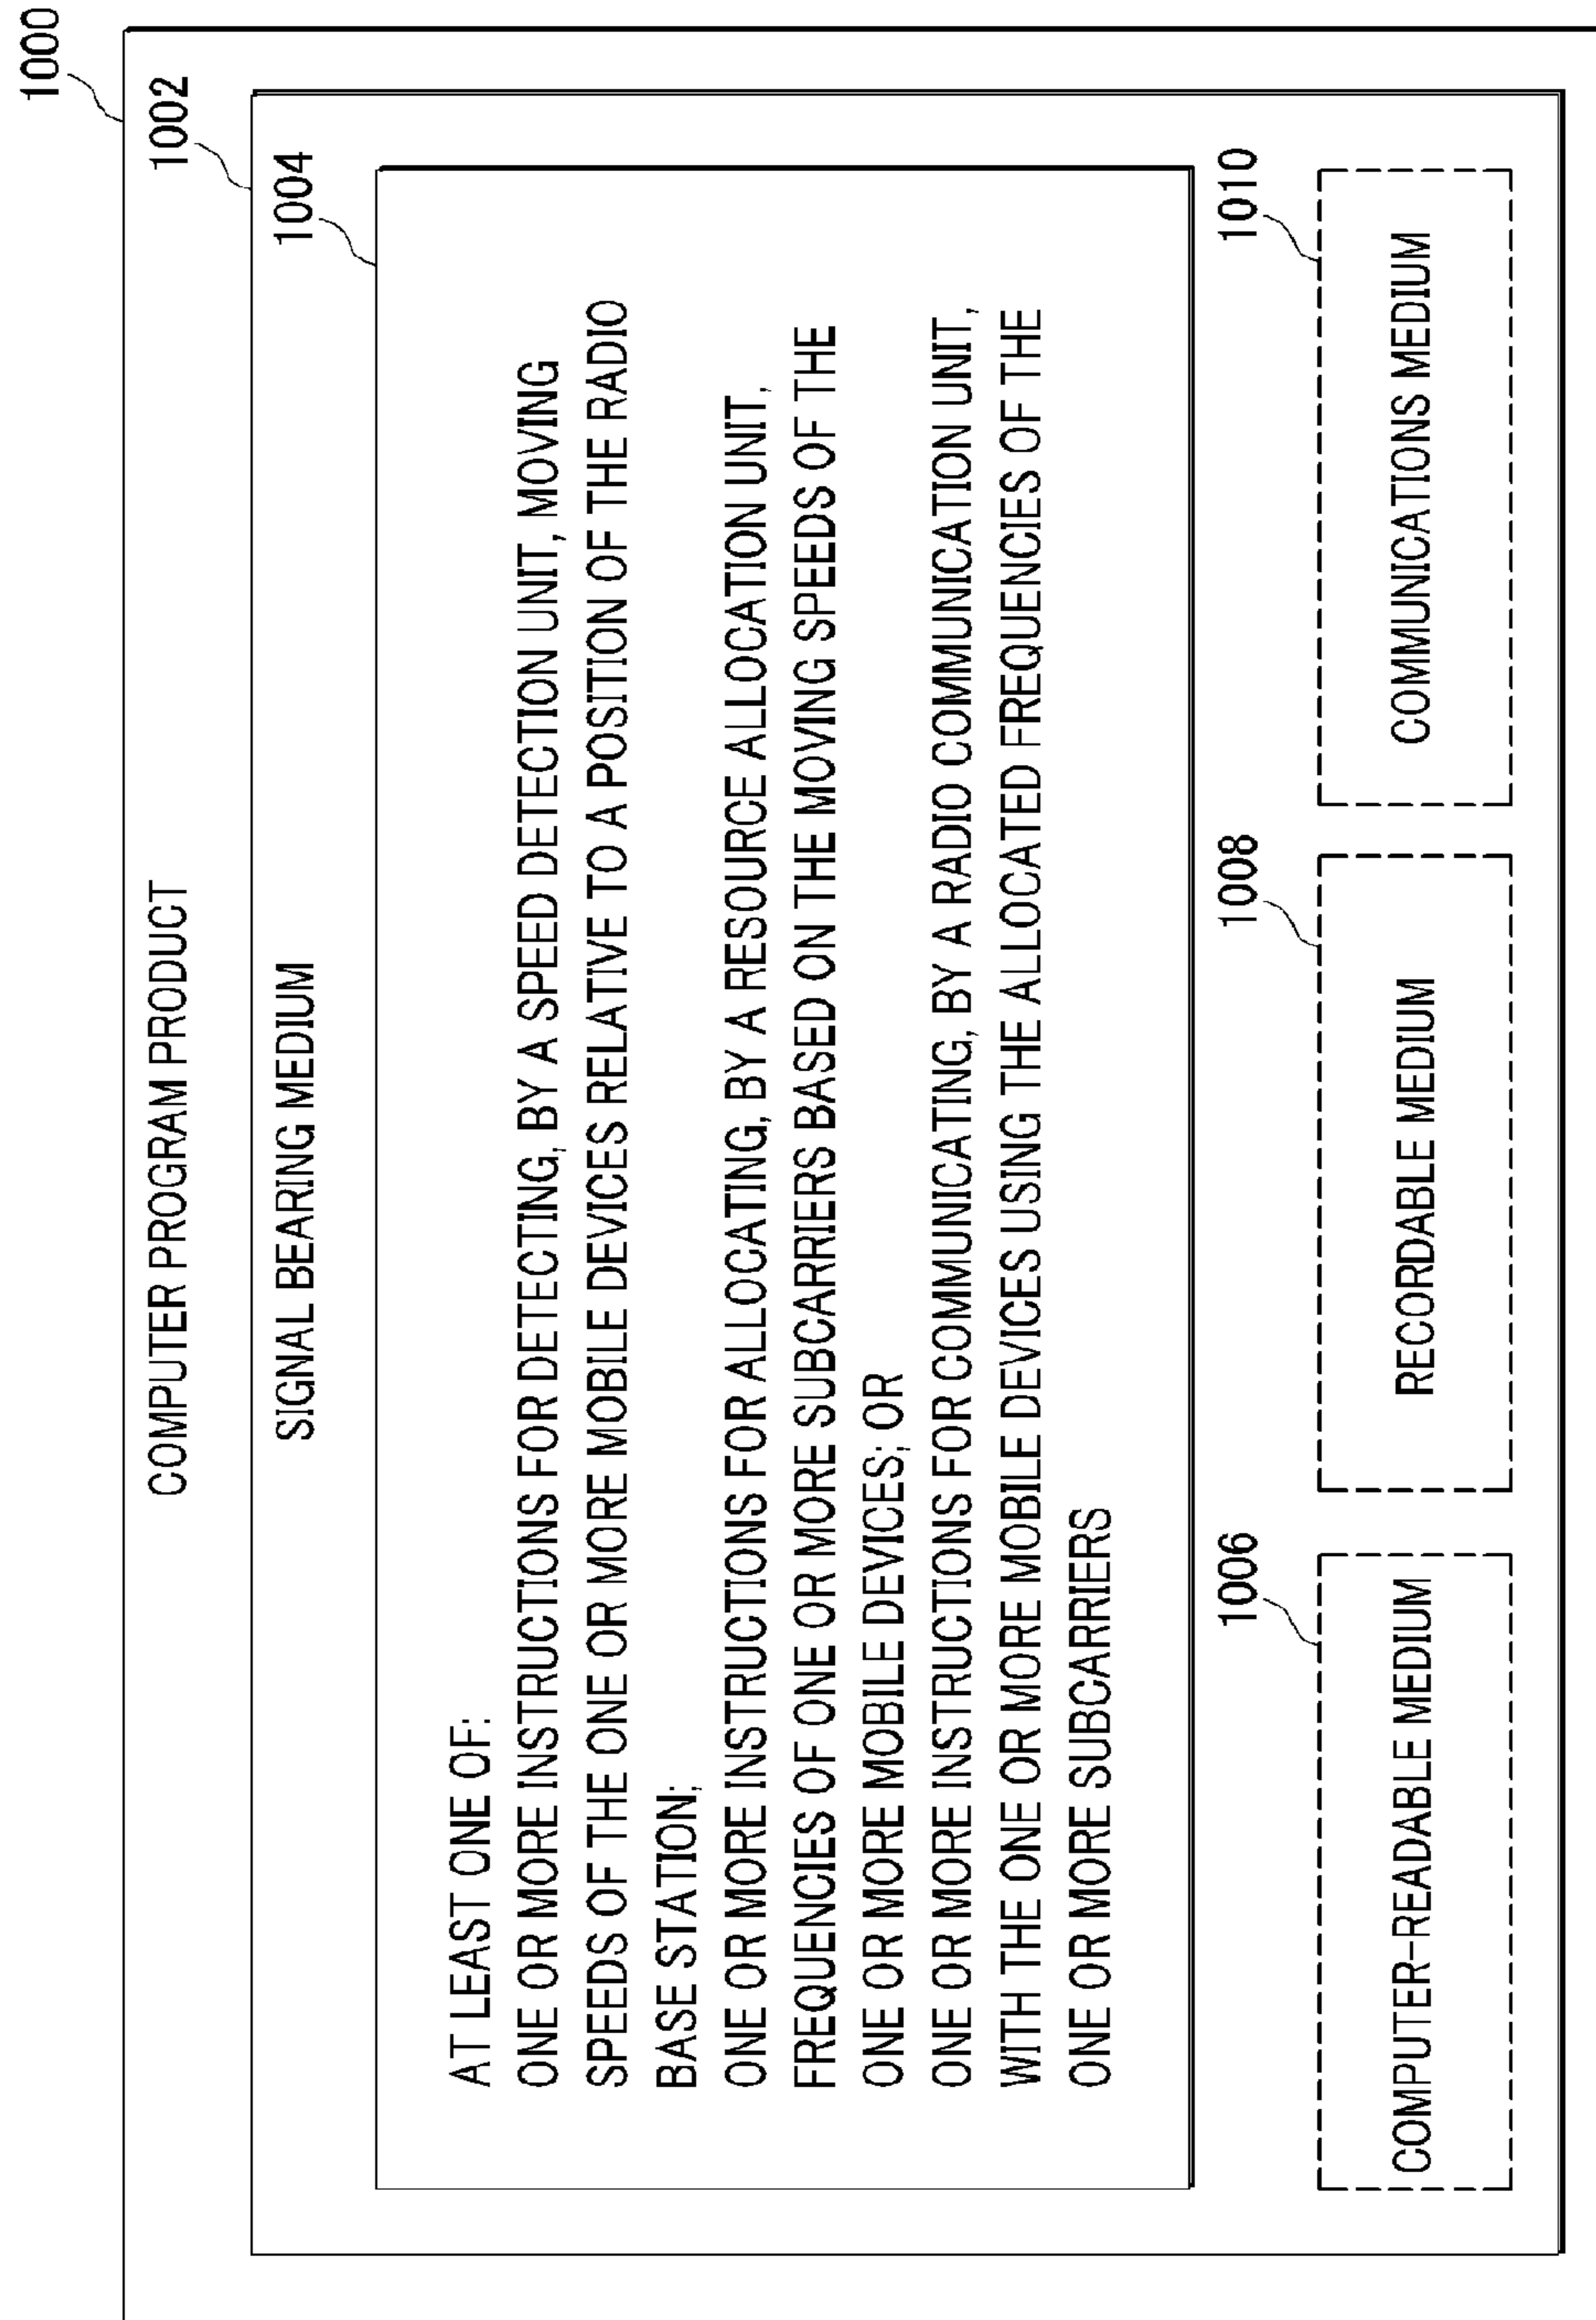 1000
COMPUTER PROGRAM PRODUCT
1002
SIGNAL BEARING MEDIUM
1004
AT LEAST ONE OF:
ONE OR MORE INSTRUCTIONS FOR DETECTING, BY A SPEED DETECTION UNIT, MOVING
SPEEDS OF THE ONE OR MORE MOBILE DEVICES RELATIVE TO A POSITION OF THE RADIO
BASE STATION;
ONE OR MORE INSTRUCTIONS FOR ALLOCATING, BY A RESOURCE ALLOCATION UNIT,
FREQUENCIES OF ONE OR MORE SUBCARRIERS BASED ON THE MOVING SPEEDS OF THE
ONE OR MORE MOBILE DEVICES; OR
ONE OR MORE INSTRUCTIONS FOR COMMUNICATING, BY A RADIO COMMUNICATION UNIT,
WITH THE ONE OR MORE MOBILE DEVICES USING THE ALLOCATED FREQUENCIES OF THE
ONE OR MORE SUBCARRIERS
1006
COMPUTER-READABLE MEDIUM
1008
RECORDABLE MEDIUM
1010
COMMUNICATIONS MEDIUM